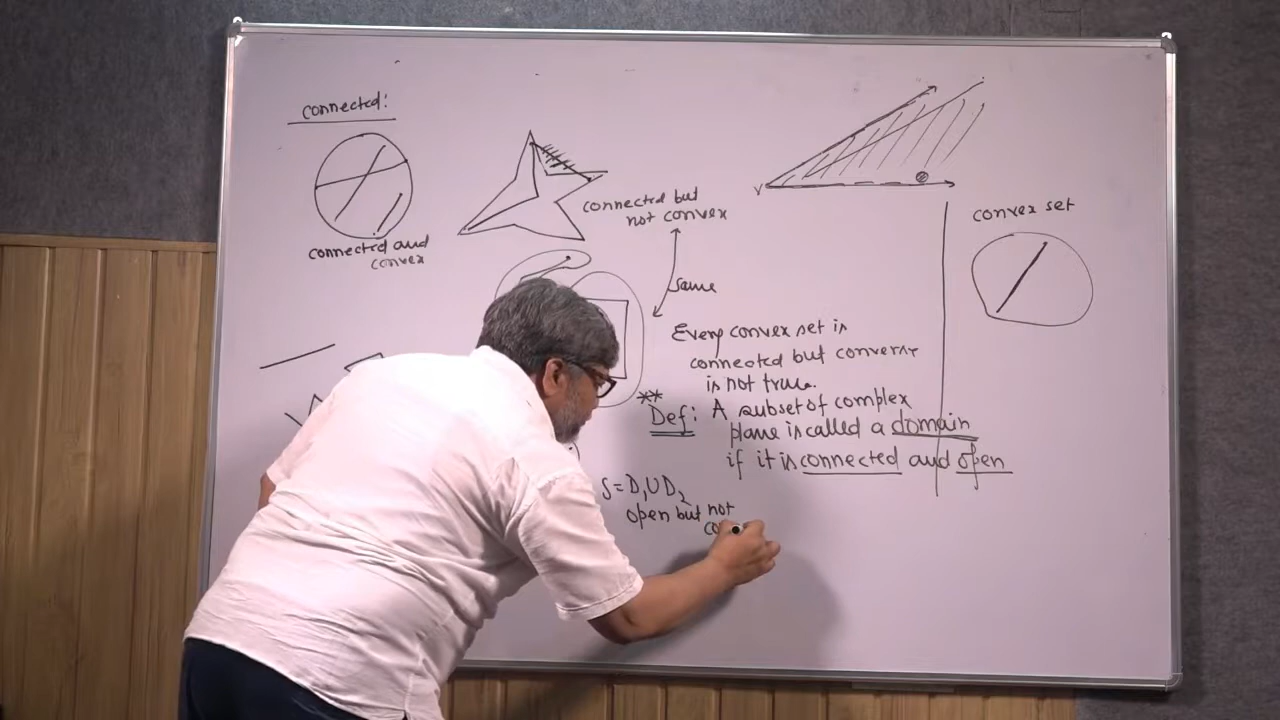 connected:
connected and
convex
connected but
not convex
same
V
convex set
Every convex set is
connected but converse
is not true.
**
Def: A subset of complex
plane is called a domain
if it is connected and open
S = D₁ U D₂
open but not
co